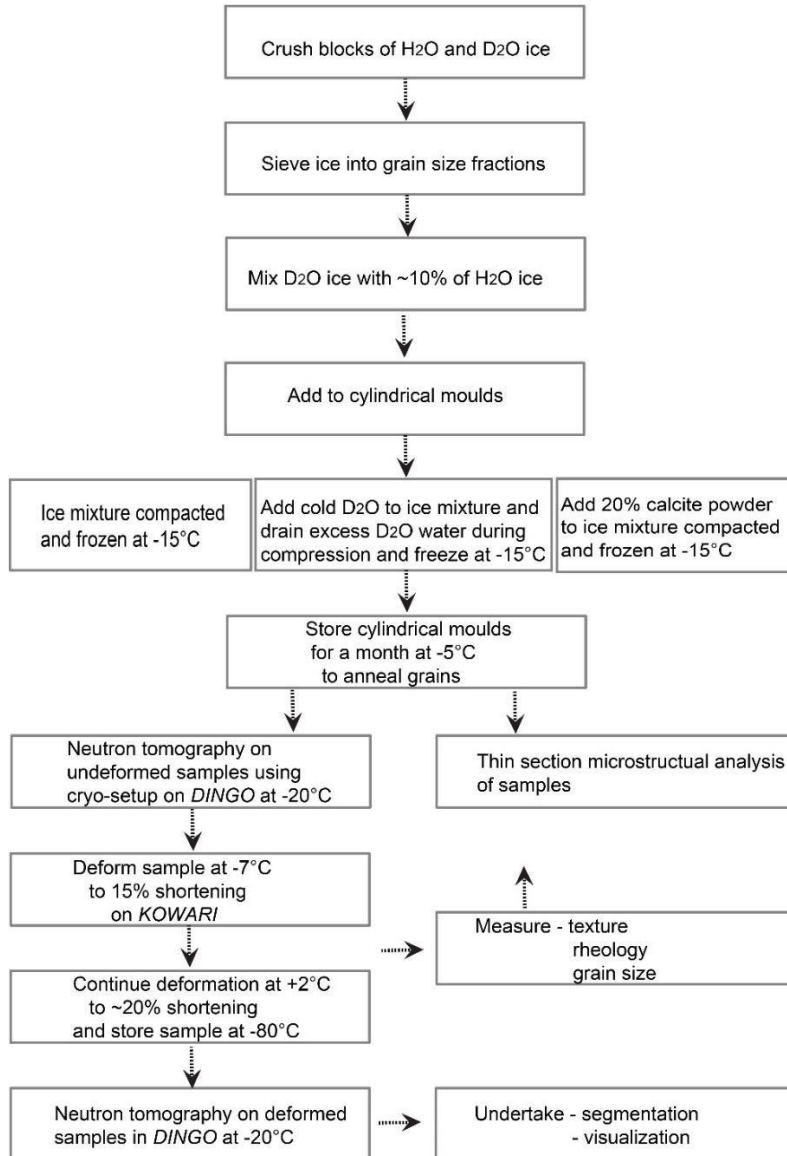 Crush blocks of H2O and D2O ice
Sieve ice into grain size fractions
Mix D2O ice with ~10% of H2O ice
Add to cylindrical moulds
Ice mixture compacted
and frozen at -15°C
Add cold D2O to ice mixture and
drain excess D2O water during
compression and freeze at -15°C
Add 20% calcite powder
to ice mixture compacted
and frozen at -15°C
Store cylindrical moulds
for a month at -5°C
to anneal grains
Neutron tomography on
undeformed samples using
cryo-setup on DINGO at -20°C
Thin section microstructual analysis
of samples
Deform sample at -7°C
to 15% shortening
on KOWARI
Measure - texture
rheology
grain size
Continue deformation at +2°C
to ~20% shortening
and store sample at -80°C
Neutron tomography on deformed
samples in DINGO at -20°C
Undertake - segmentation
- visualization